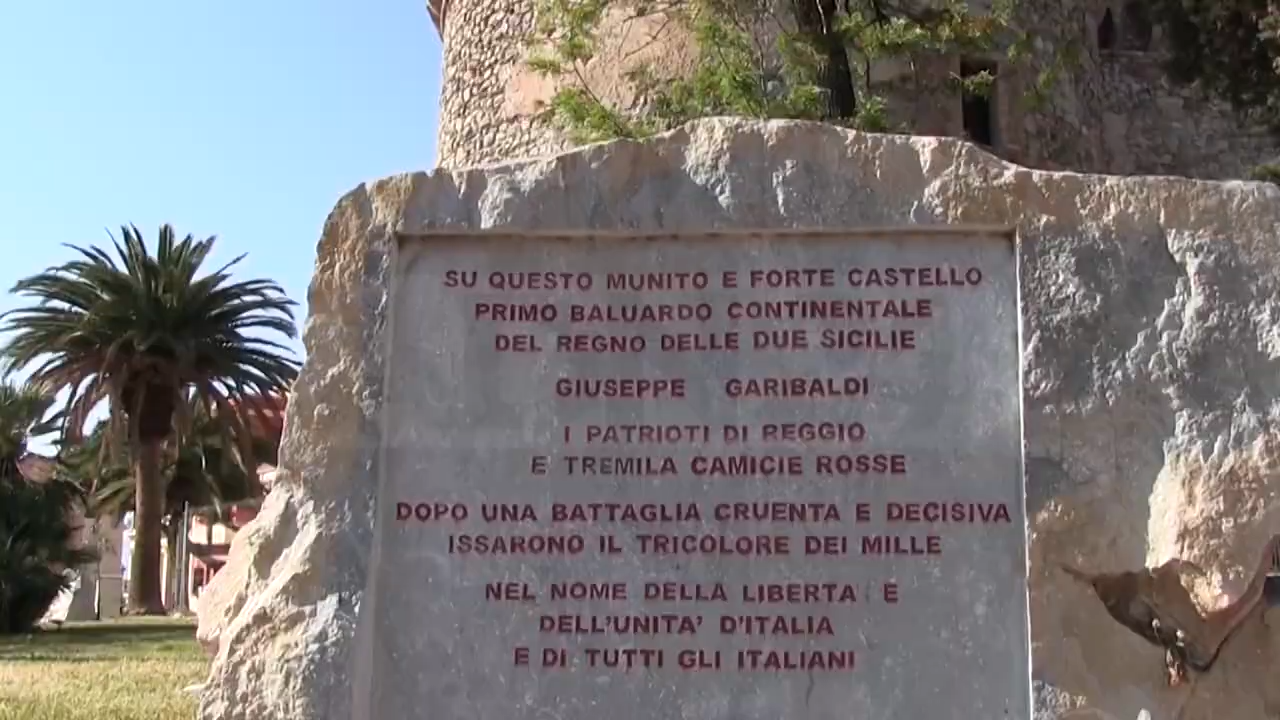 SU QUESTO MUNITO E FORTE CASTELLO
PRIMO BALUARDO CONTINENTALE
DEL REGNO DELLE DUE SICILIE
GIUSEPPE GARIBALDI
I PATRIOTI DI REGGIO
E TREMILA CAMICIE ROSSE
DOPO UNA BATTAGLIA CRUENTA E DECISIVA
ISSARONO IL TRICOLORE DEI MILLE
NEL NOME DELLA LIBERTA' E
DELL'UNITA' D'ITALIA
E DI TUTTI GLI ITALIANI